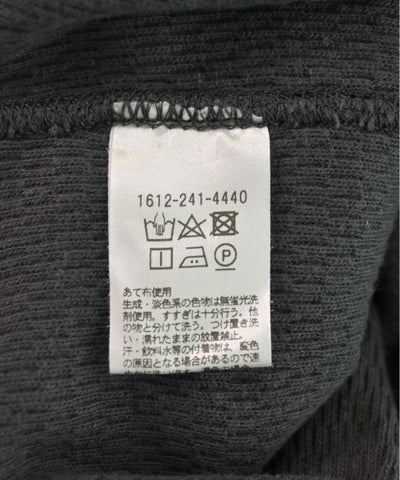 1612-241-4440
P
あて布使用
生成・淡色系の色物は無蛍光洗
剤使用。すすぎは十分行う。他
の物と分けて洗う。つけ置き洗
い・濡れたままの放置禁止。
汗・飲料水等の付着物は、変色
の原因となる場合があるので速